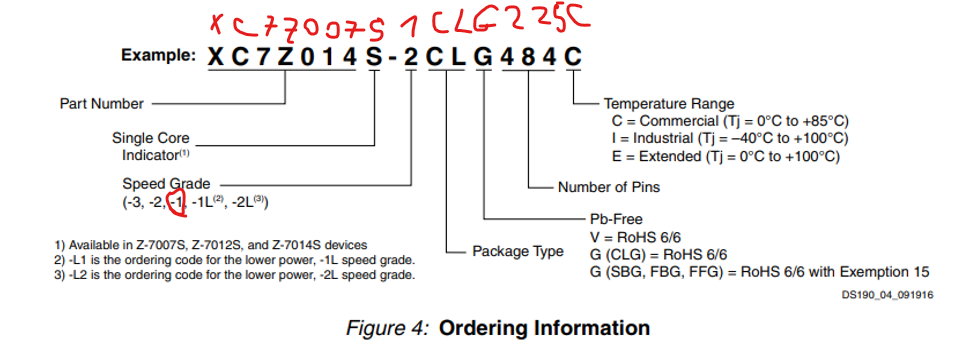 XC7Z007S 1CLG225C
Example: XC7Z014S-2CLG484C
Part Number
Single Core
Indicator(1)
Speed Grade
(-3, -2, -1, -1L(2), -2L(3))
Temperature Range
C = Commercial (Tj = 0°C to +85°C)
I = Industrial (Tj = –40°C to +100°C)
E = Extended (Tj = 0°C to +100°C)
Number of Pins
Pb-Free
V = RoHS 6/6
G (CLG) = RoHS 6/6
G (SBG, FBG, FFG) = RoHS 6/6 with Exemption 15
Package Type
1) Available in Z-7007S, Z-7012S, and Z-7014S devices
2) -L1 is the ordering code for the lower power, -1L speed grade.
3) -L2 is the ordering code for the lower power, -2L speed grade.
DS190_04_091916
Figure 4: Ordering Information